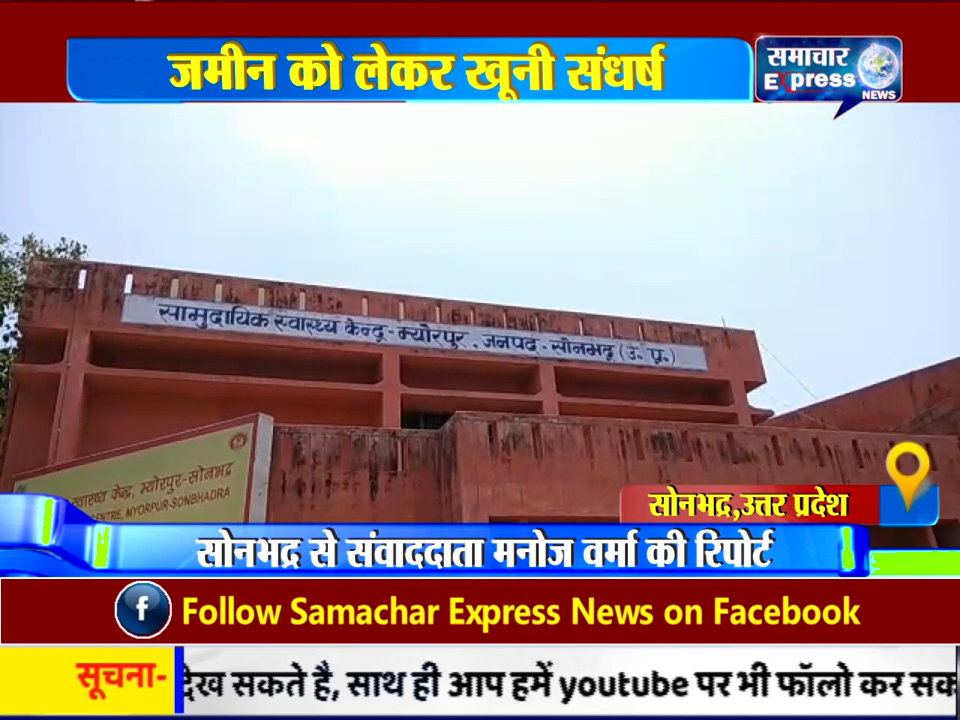 जमीन को लेकर खूनी संधर्ष
समाचार
Express
NEWS
सामुदायिक स्वास्थ्य केन्द्र-म्योरपुर, जनपद-सोनभद्र (उ.प्र.)
स्वास्थ्य केन्द्र, म्योरपुर-सोनभद्र
CENTRE, MYORPUR-SONBHADRA
सोनभद्र,उत्तर प्रदेश
सोनभद्र से संवाददाता मनोज वर्मा की रिपोर्ट
f Follow Samachar Express News on Facebook
सूचना- देख सकते है, साथ ही आप हमें youtube पर भी फॉलो कर सक